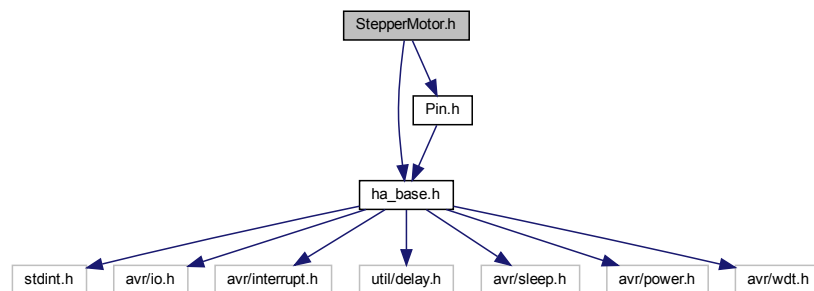 StepperMotor.h
Pin.h
ha_base.h
stdint.h
avr/io.h
avr/interrupt.h
util/delay.h
avr/sleep.h
avr/power.h
avr/wdt.h